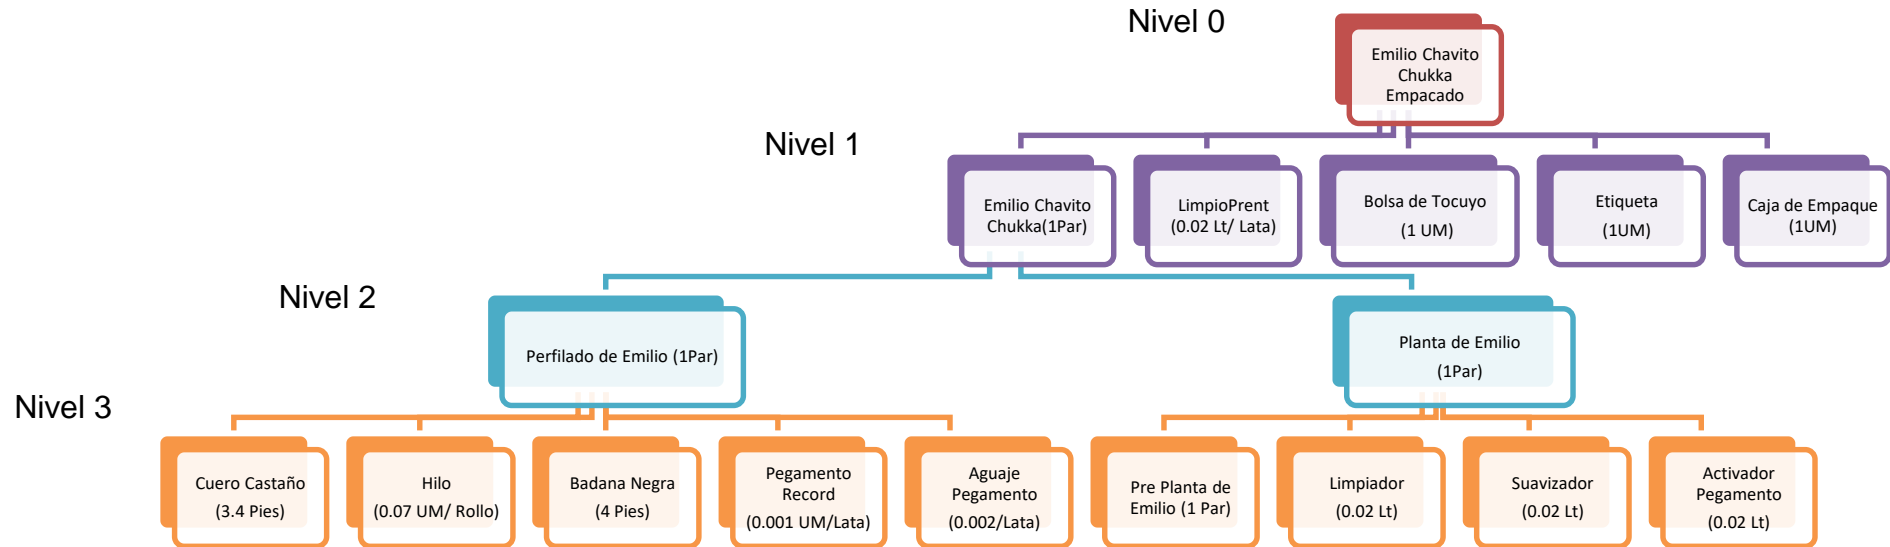 Nivel 0
Emilio Chavito
Chukka
Empacado
Nivel 1
Emilio Chavito
Chukka(1Par)
LimpioPrent
(0.02 Lt/ Lata)
Bolsa de Tocuyo
(1 UM)
Etiqueta
(1UM)
Caja de Empaque
(1UM)
Nivel 2
Perfilado de Emilio (1Par)
Planta de Emilio
(1Par)
Nivel 3
Cuero Castaño
(3.4 Pies)
Hilo
(0.07 UM/ Rollo)
Badana Negra
(4 Pies)
Pegamento
Record
(0.001 UM/Lata)
Aguaje
Pegamento
(0.002/Lata)
Pre Planta de
Emilio (1 Par)
Limpiador
(0.02 Lt)
Suavizador
(0.02 Lt)
Activador
Pegamento
(0.02 Lt)